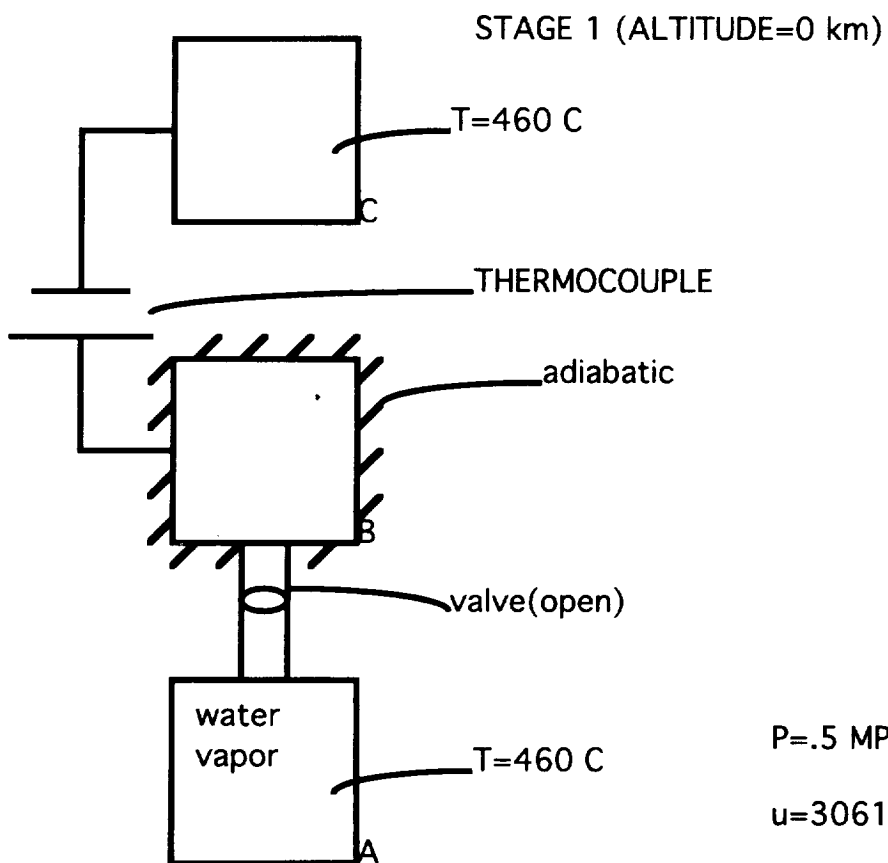 STAGE 1 (ALTITUDE=0 km)
T=460 C
C
THERMOCOUPLE
adiabatic
B
valve(open)
water
vapor
T=460 C
P=.5 MP
u=3061
A